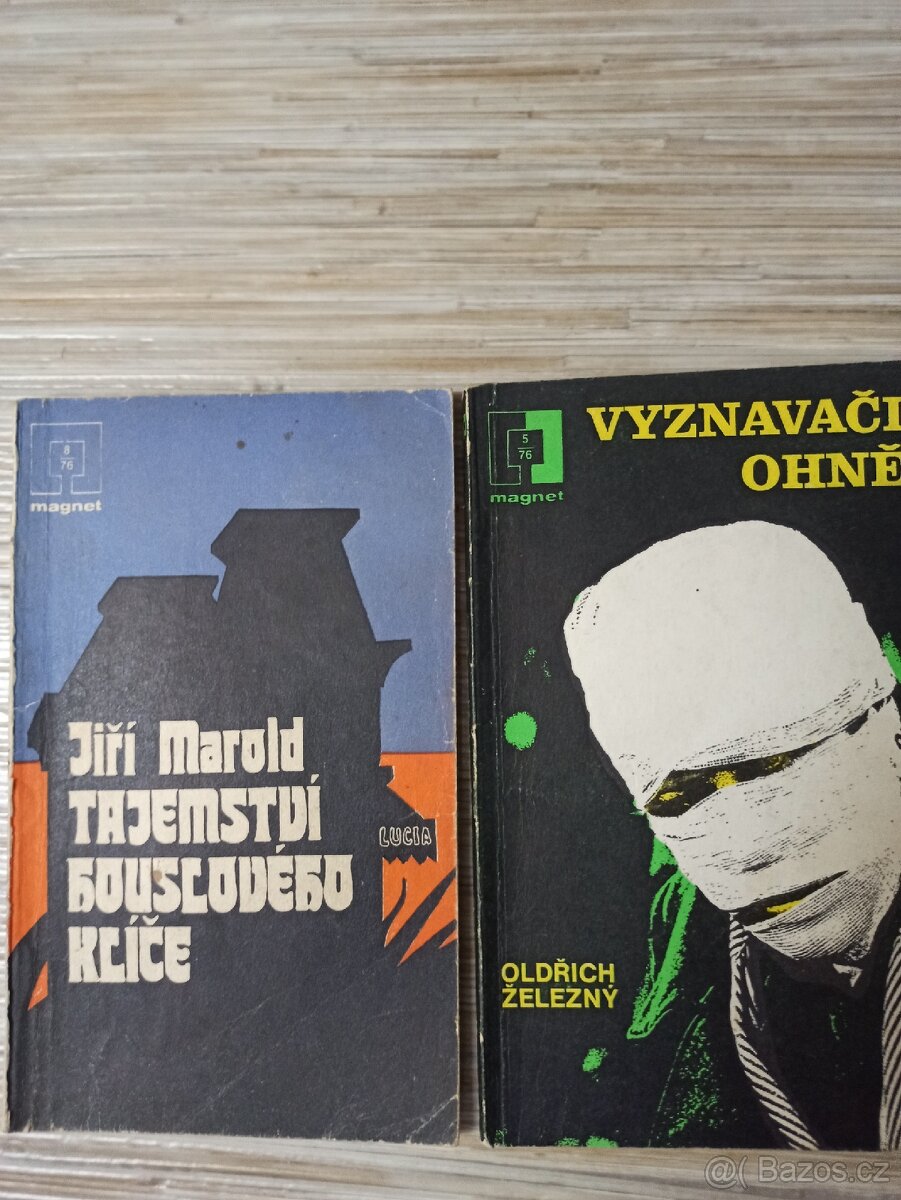 8
76
magnet
Jiří Marold
TAJEMSTVÍ
HOUSLOVÉHO
KLÍČE
LUCIA
5
76
magnet
VYZNAVAČI
OHNĚ
OLDŘICH
ŽELEZNÝ
@( Bazos.cz